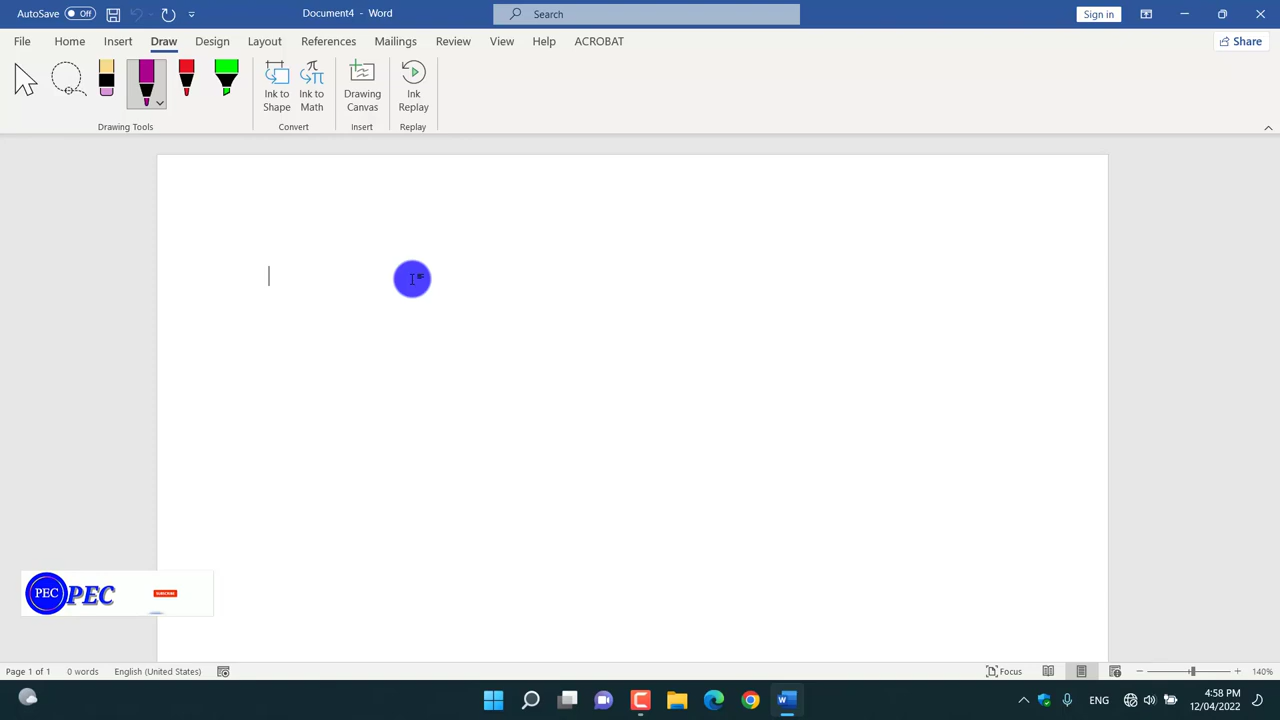 AutoSave Off
Document4 - Word
Search
Sign in
File Home Insert Draw Design Layout References Mailings Review View Help ACROBAT
Share
Ink to Shape
Ink to Math
Drawing Canvas
Ink Replay
Drawing Tools
Convert
Insert
Replay
PEC PEC
SUBSCRIBE
Page 1 of 1 0 words English (United States)
Focus
140%
ENG
4:58 PM
12/04/2022